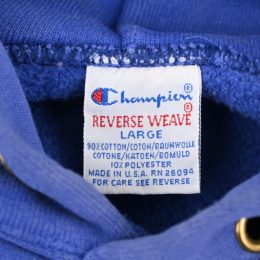 Champion
REVERSE WEAVE
LARGE
90% COTTON/COTON/BAUMWOLLE
COTONE/KATOEN/BOMULD
10% POLYESTER
MADE IN U.S.A. RN 26094
FOR CARE SEE REVERSE